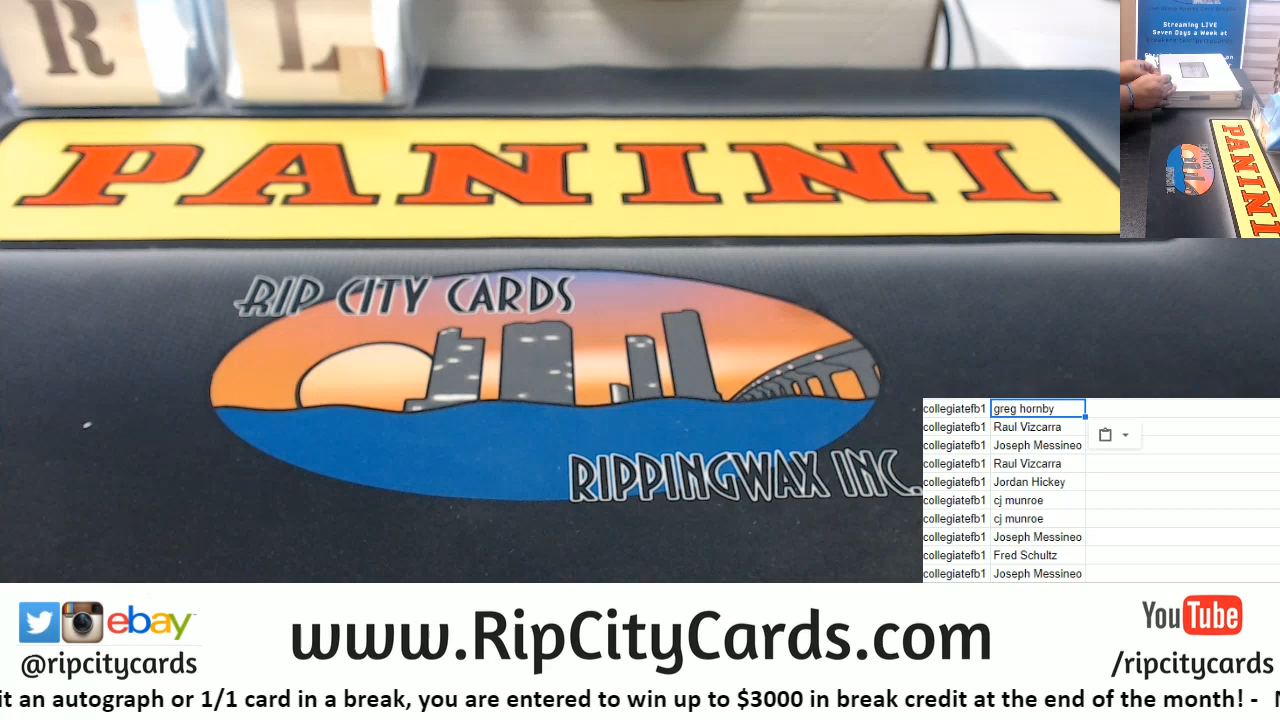 R L
Streaming LIVE
Seven Days a Week at
PANINI
PANINI
RIP CITY CARDS
RIPPINGWAX INC.
collegiatefb1 greg hornby
collegiatefb1 Raul Vizcarra
collegiatefb1 Joseph Messineo
collegiatefb1 Raul Vizcarra
collegiatefb1 Jordan Hickey
collegiatefb1 cj munroe
collegiatefb1 cj munroe
collegiatefb1 Joseph Messineo
collegiatefb1 Fred Schultz
collegiatefb1 Joseph Messineo
ebay
@ripcitycards
www.RipCityCards.com
YouTube
/ripcitycards
it an autograph or 1/1 card in a break, you are entered to win up to $3000 in break credit at the end of the month! -